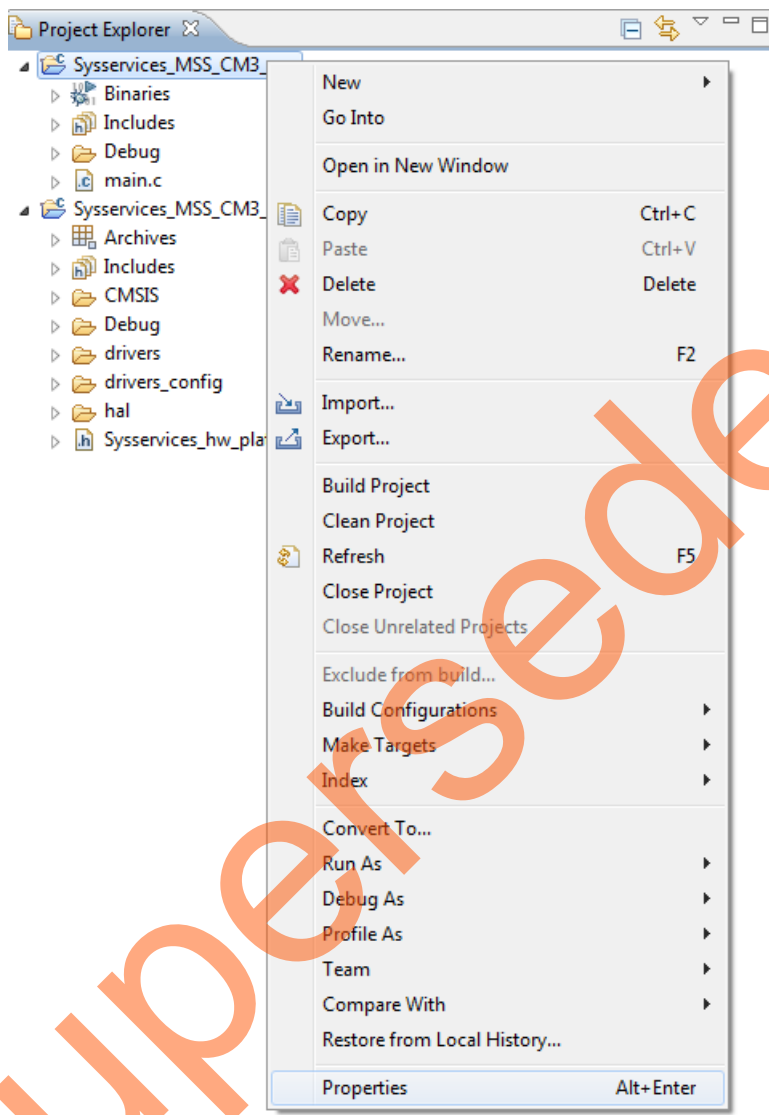 Project Explorer
Sysservices_MSS_CM3_
Binaries
Includes
Debug
main.c
Sysservices_MSS_CM3_
Archives
Includes
CMSIS
Debug
drivers
drivers_config
hal
Sysservices_hw_pla
New
Go Into
Open in New Window
Copy Ctrl+C
Paste Ctrl+V
Delete Delete
Move...
Rename... F2
Import...
Export...
Build Project
Clean Project
Refresh F5
Close Project
Close Unrelated Projects
Exclude from build...
Build Configurations
Make Targets
Index
Convert To...
Run As
Debug As
Profile As
Team
Compare With
Restore from Local History...
Properties Alt+Enter
uperse